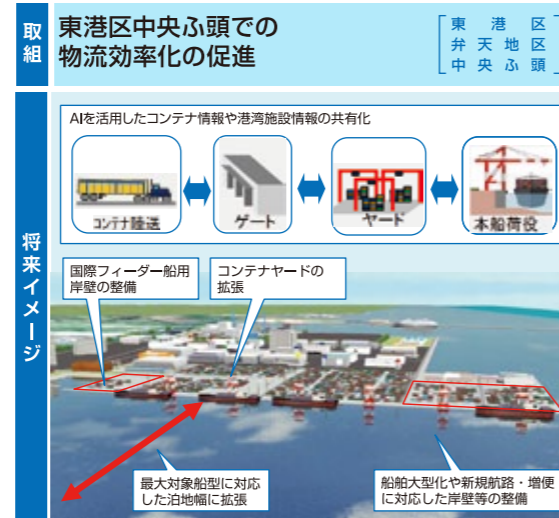 取組
東港区中央ふ頭での
物流効率化の促進
東港区
弁天地区
中央ふ頭
将来イメージ
AIを活用したコンテナ情報や港湾施設情報の共有化
コンテナ陸送
ゲート
ヤード
本船荷役
国際フィーダー船用
岸壁の整備
コンテナヤードの
拡張
最大対象船型に対応
した泊地幅に拡張
船舶大型化や新規航路・増便
に対応した岸壁等の整備